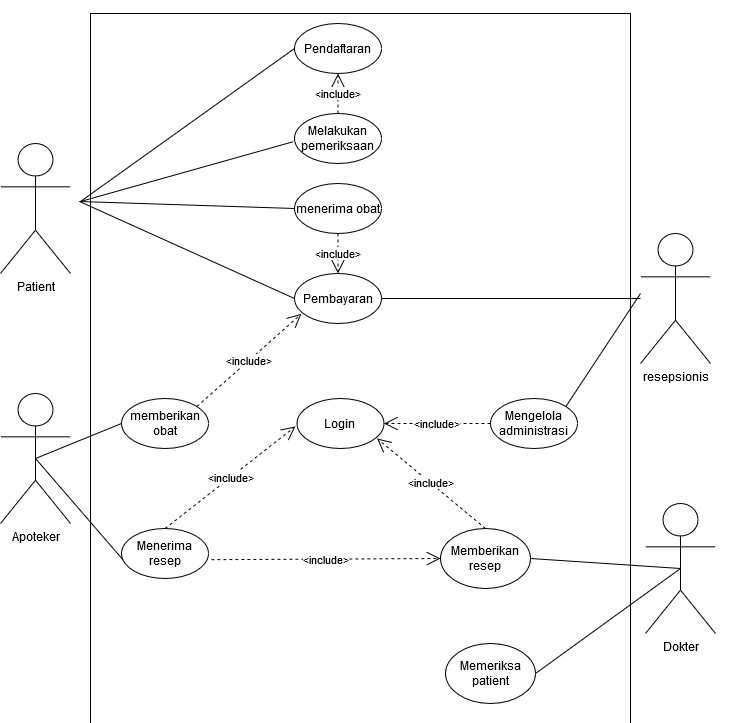 Pendaftaran
<include>
Melakukan
pemeriksaan
menerima obat
<include>
Pembayaran
Patient
resepsionis
<include>
memberikan
obat
Login
<include>
Mengelola
administrasi
Apoteker
<include>
<include>
Menerima
resep
<include>
Memberikan
resep
Dokter
Memeriksa
patient